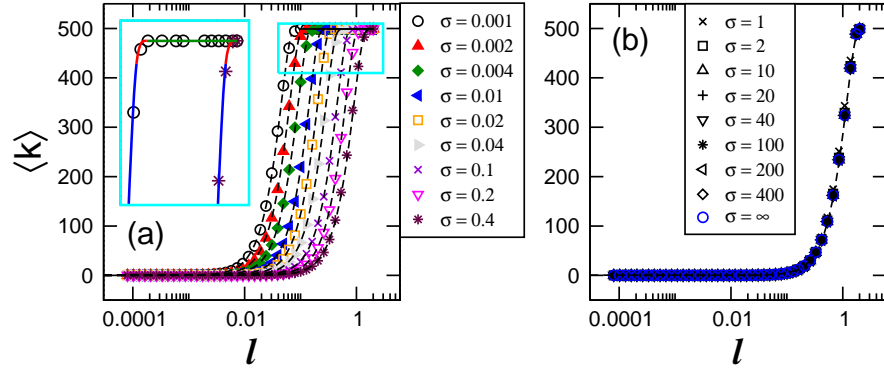 500
400
300
200
100
0
⟨k⟩
(a)
0.0001
0.01
1
l
σ = 0.001
σ = 0.002
σ = 0.004
σ = 0.01
σ = 0.02
σ = 0.04
σ = 0.1
σ = 0.2
σ = 0.4
500
400
300
200
100
0
(b)
σ = 1
σ = 2
σ = 10
σ = 20
σ = 40
σ = 100
σ = 200
σ = 400
σ = ∞
0.0001
0.01
1
l